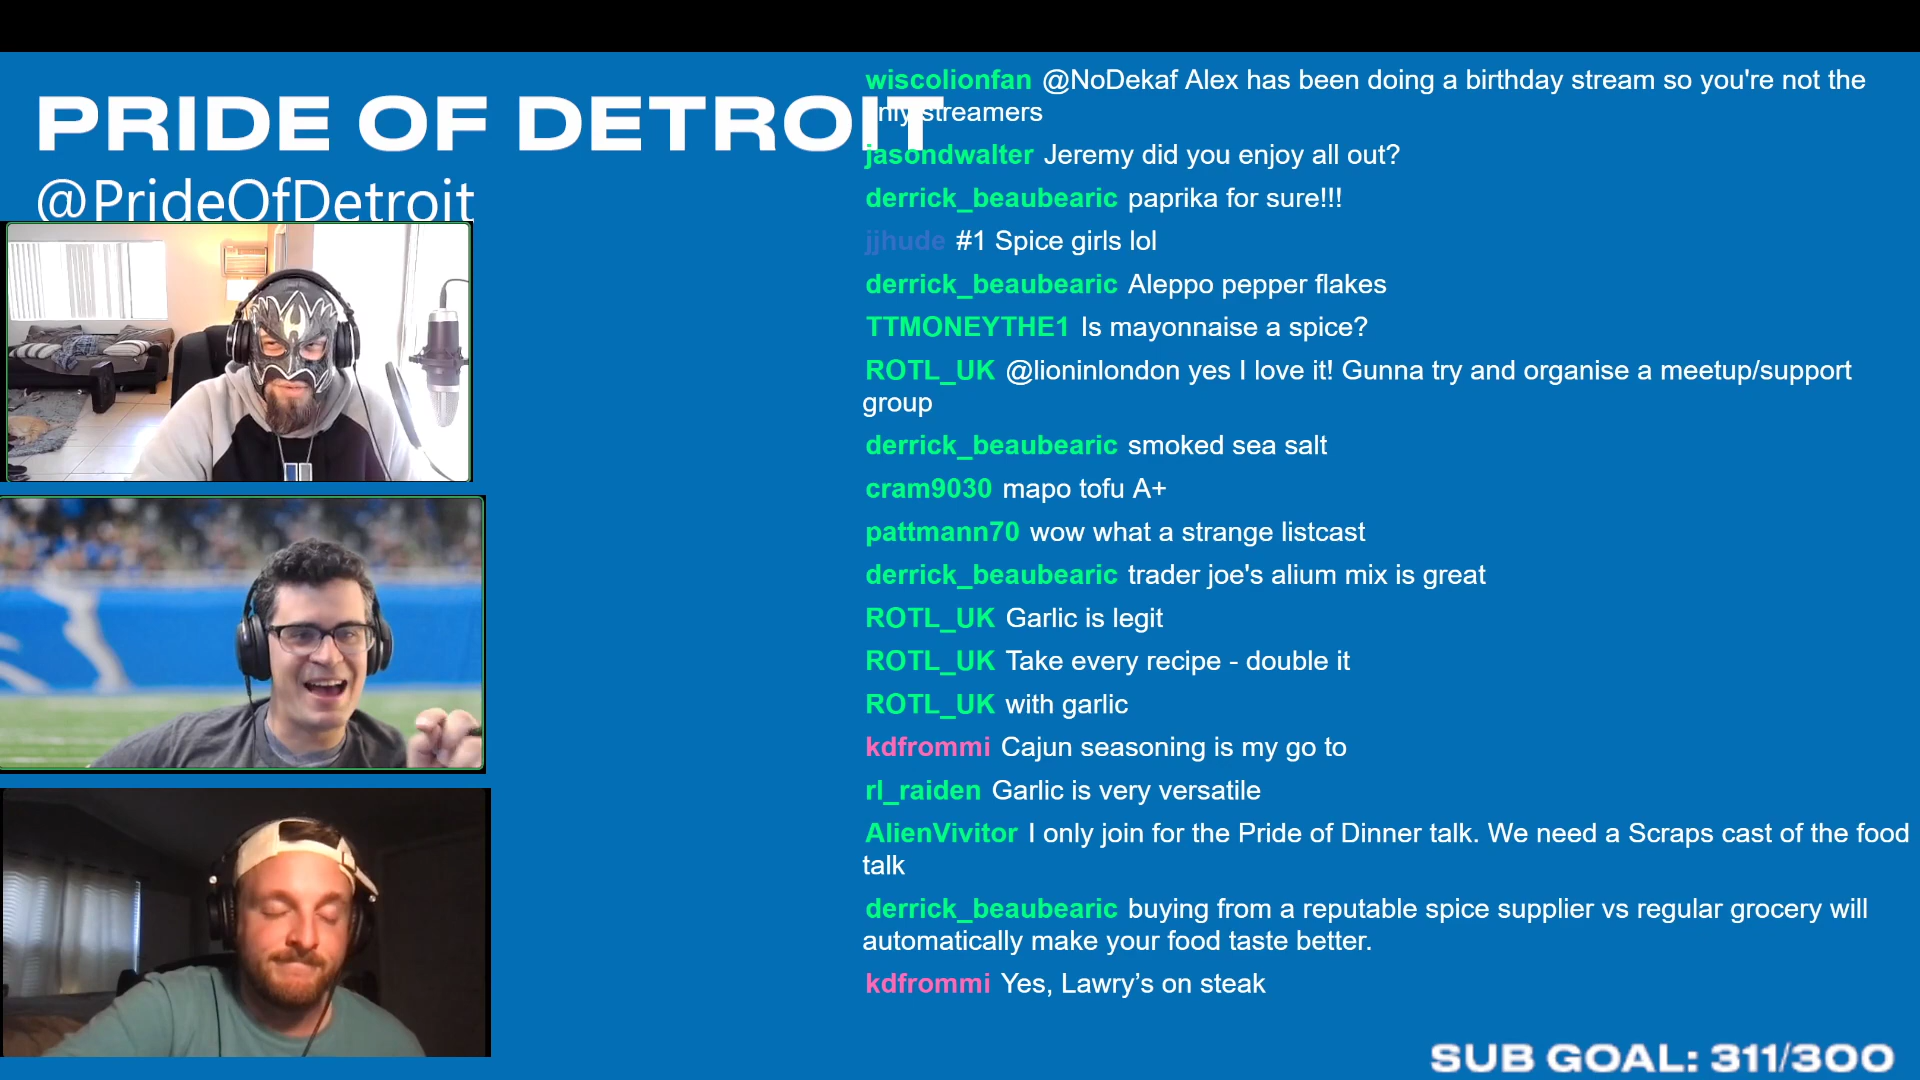 PRIDE OF DETROIT
@PrideOfDetroit
wiscolionfan @NoDekaf Alex has been doing a birthday stream so you're not the
only streamers
jasondwalter Jeremy did you enjoy all out?
derrick_beaubearic paprika for sure!!!
jjhude #1 Spice girls lol
derrick_beaubearic Aleppo pepper flakes
TTMONEYTHE1 Is mayonnaise a spice?
ROTL_UK @lioninlondon yes I love it! Gunna try and organise a meetup/support
group
derrick_beaubearic smoked sea salt
cram9030 mapo tofu A+
pattmann70 wow what a strange listcast
derrick_beaubearic trader joe's alium mix is great
ROTL_UK Garlic is legit
ROTL_UK Take every recipe - double it
ROTL_UK with garlic
kdfrommi Cajun seasoning is my go to
rl_raiden Garlic is very versatile
AlienVivitor I only join for the Pride of Dinner talk. We need a Scraps cast of the food
talk
derrick_beaubearic buying from a reputable spice supplier vs regular grocery will
automatically make your food taste better.
kdfrommi Yes, Lawry’s on steak
SUB GOAL: 311/300